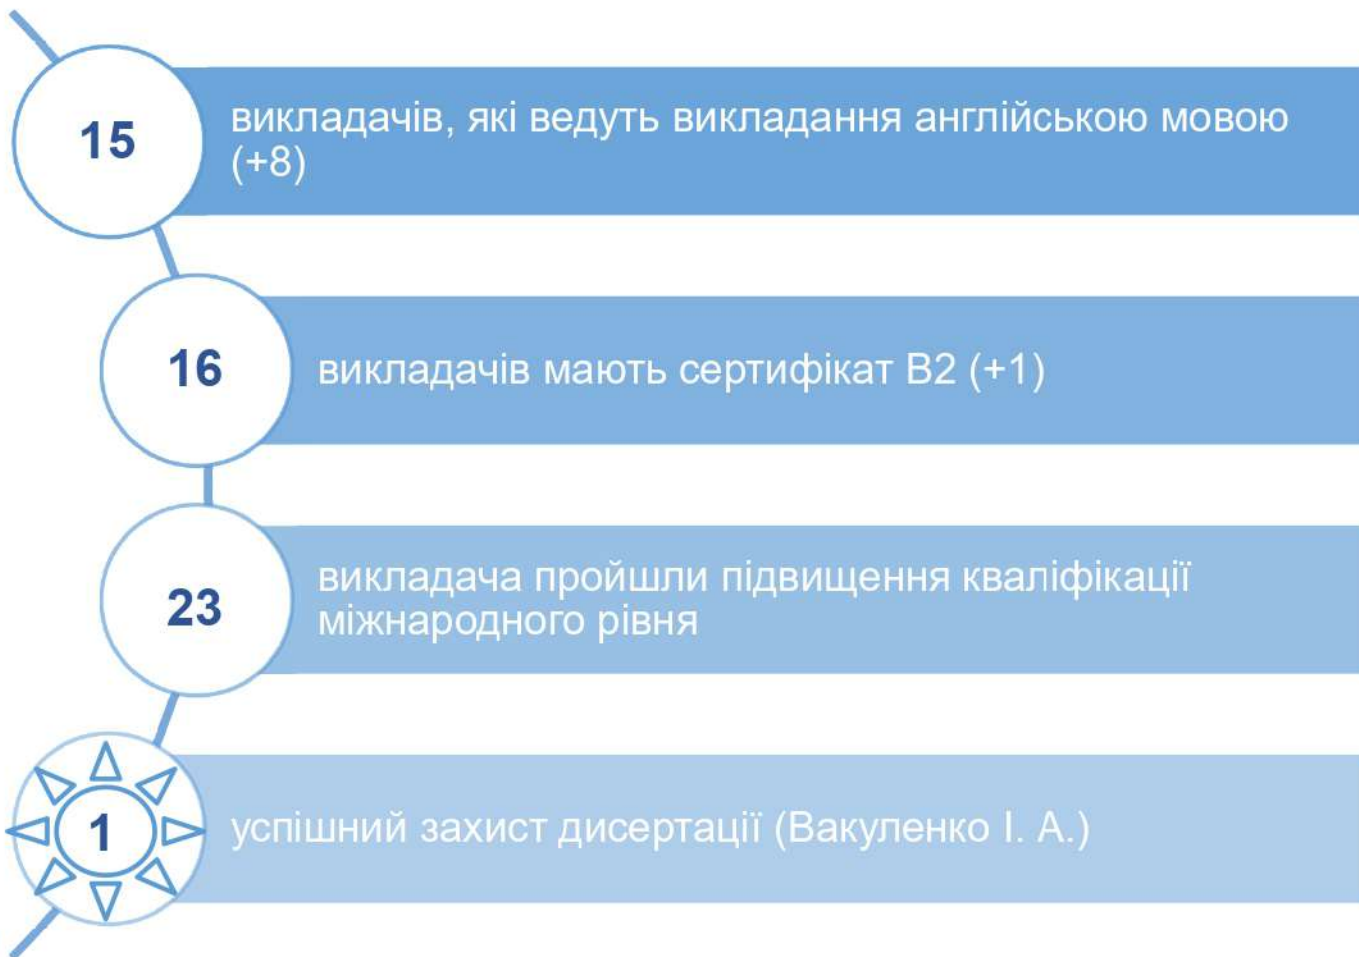 15
викладачів, які ведуть викладання англійською мовою
(+8)
16
викладачів мають сертифікат В2 (+1)
23
викладача пройшли підвищення кваліфікації
міжнародного рівня
1
успішний захист дисертації (Вакуленко І. А.)